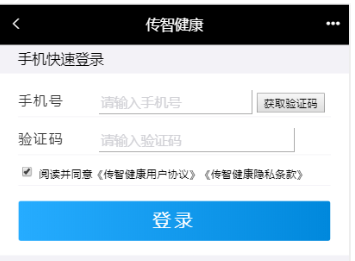 传智健康
手机快速登录
手机号 请输入手机号 获取验证码
验证码 请输入验证码
阅读并同意《传智健康用户协议》《传智健康隐私条款》
登录